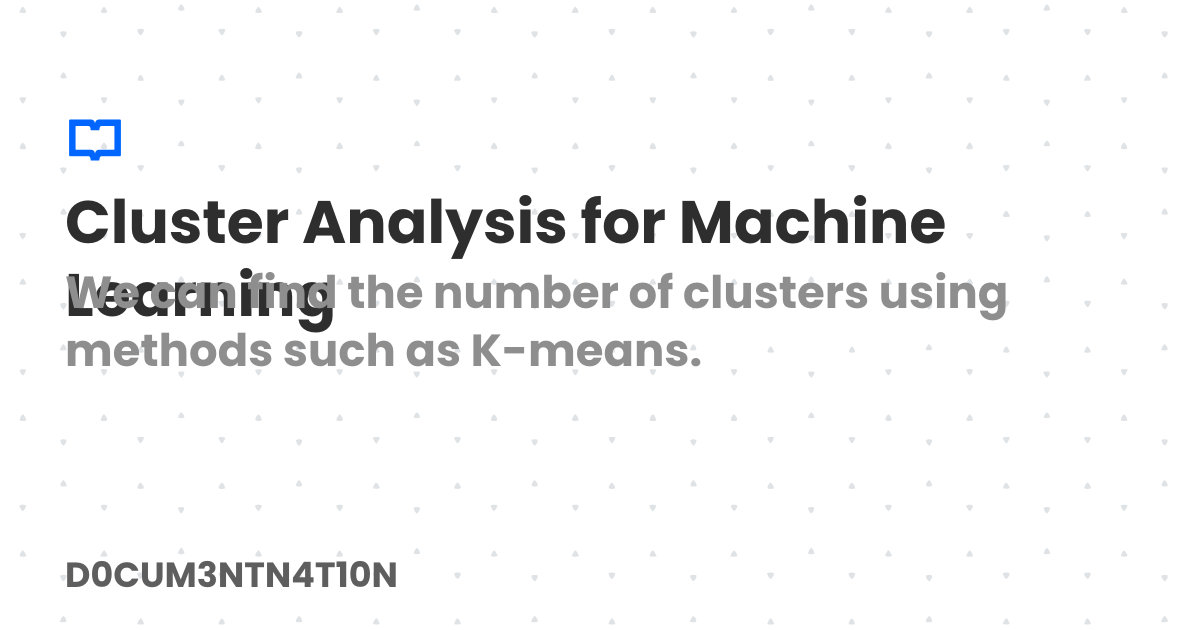 Cluster Analysis for Machine
Learning
We can find the number of clusters using
methods such as K-means.
D0CUM3NTN4T10N